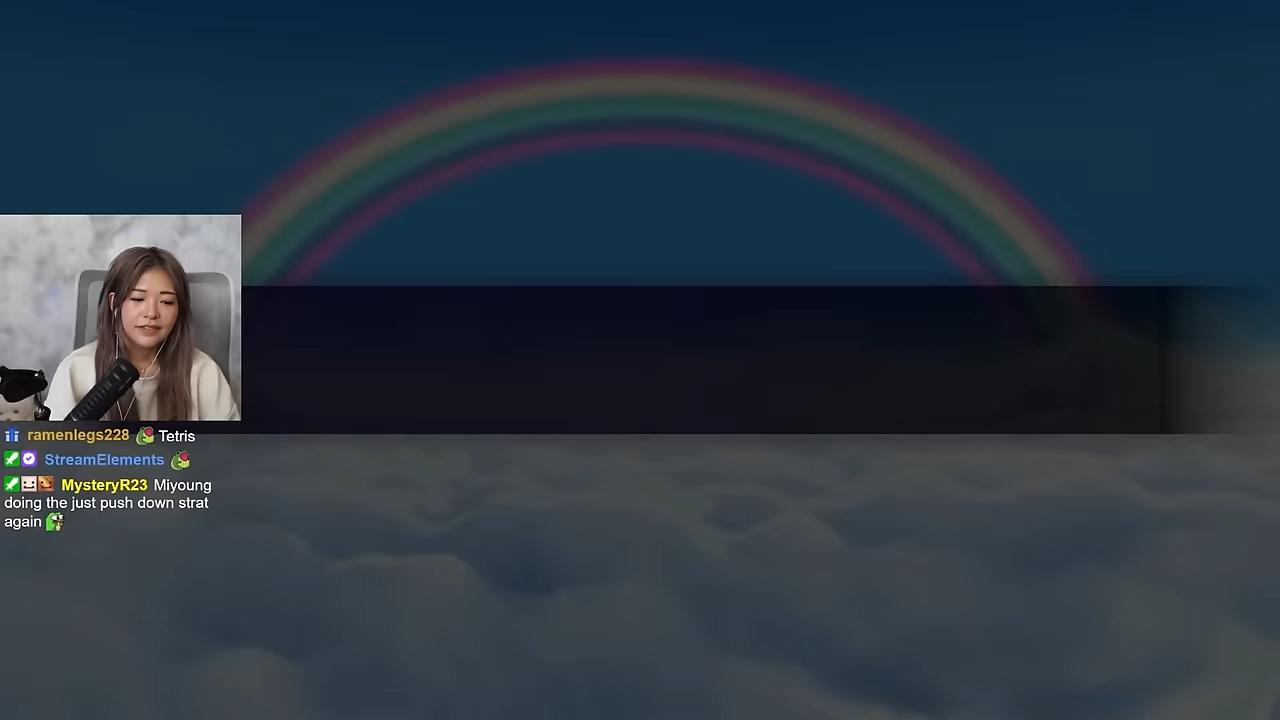 ramenlegs228 Tetris
StreamElements
MysteryR23 Miyoung
doing the just push down strat
again